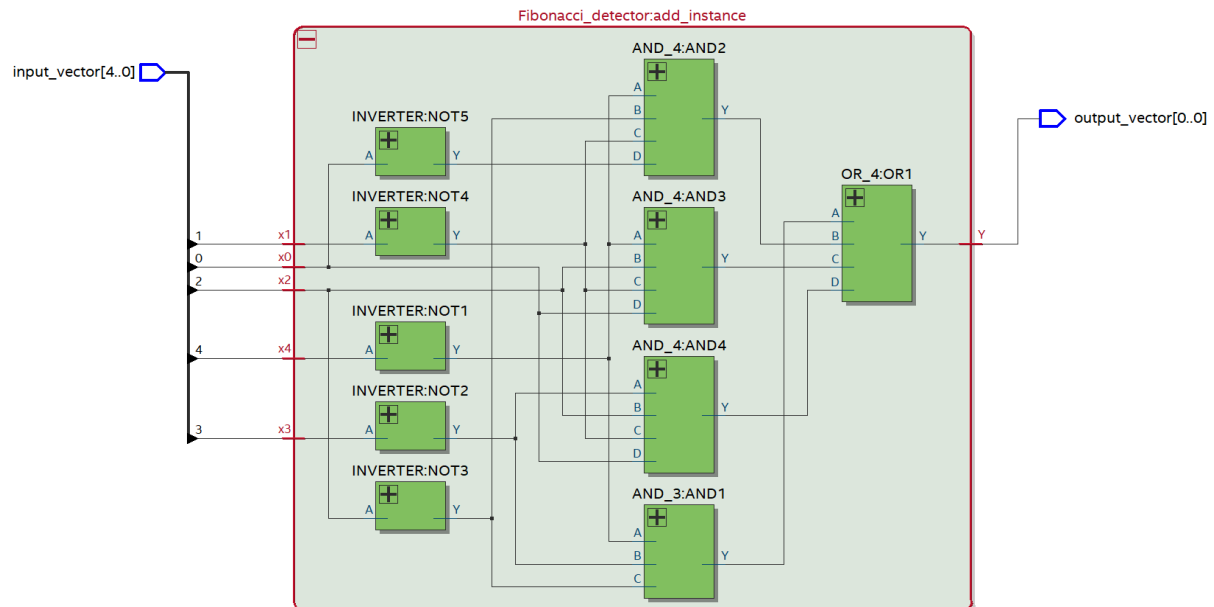 Fibonacci_detector:add_instance
input_vector[4..0]
1
0
2
4
3
x1
x0
x2
x4
x3
INVERTER:NOT5
A
Y
INVERTER:NOT4
A
Y
INVERTER:NOT1
A
Y
INVERTER:NOT2
A
Y
INVERTER:NOT3
A
Y
AND_4:AND2
A
B
C
D
Y
AND_4:AND3
A
B
C
D
Y
AND_4:AND4
A
B
C
D
Y
AND_3:AND1
A
B
C
Y
OR_4:OR1
A
B
C
D
Y
Y
output_vector[0..0]